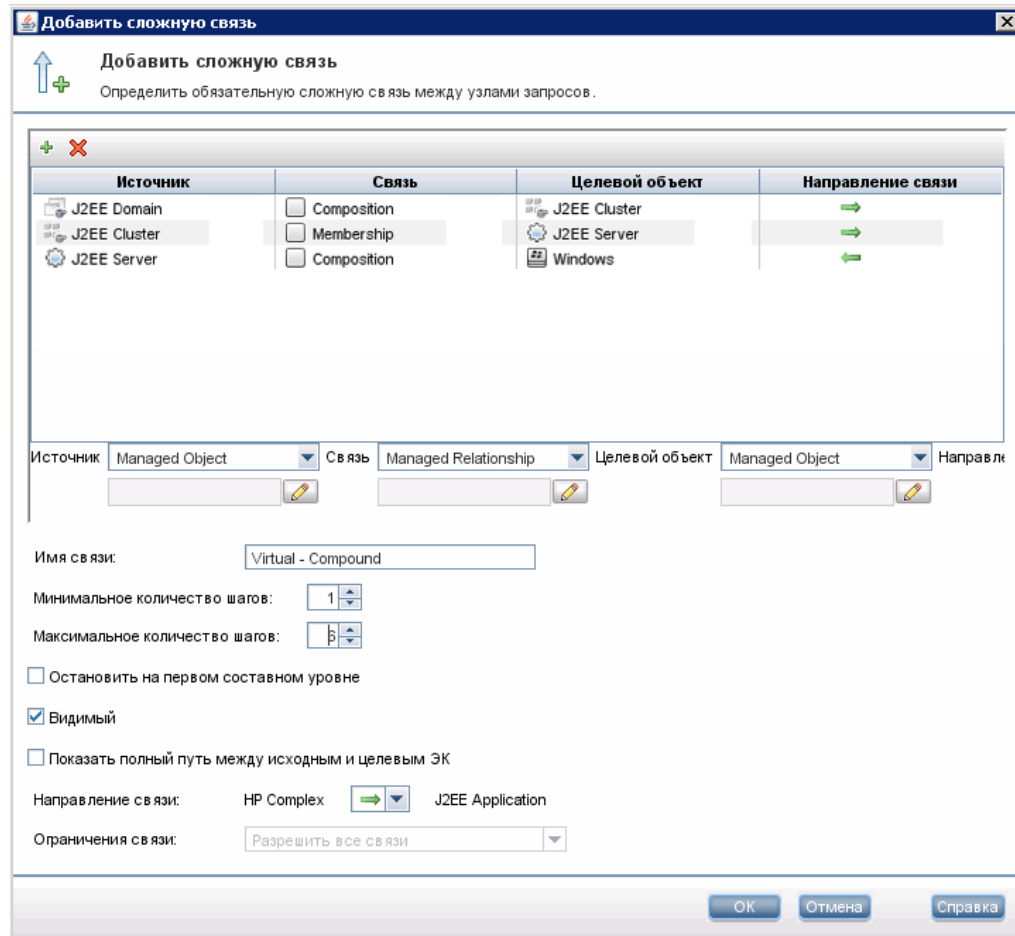 Добавить сложную связь
Добавить сложную связь
Определить обязательную сложную связь между узлами запросов.
Источник Связь Целевой объект Направление связи
J2EE Domain Composition J2EE Cluster
J2EE Cluster Membership J2EE Server
J2EE Server Composition Windows
Источник Managed Object Связь Managed Relationship Целевой объект Managed Object Направле
Имя связи: Virtual - Compound
Минимальное количество шагов: 1
Максимальное количество шагов: 6
Остановить на первом составном уровне
Видимый
Показать полный путь между исходным и целевым ЭК
Направление связи: HP Complex J2EE Application
Ограничения связи: Разрешить все связи
OK Отмена Справка